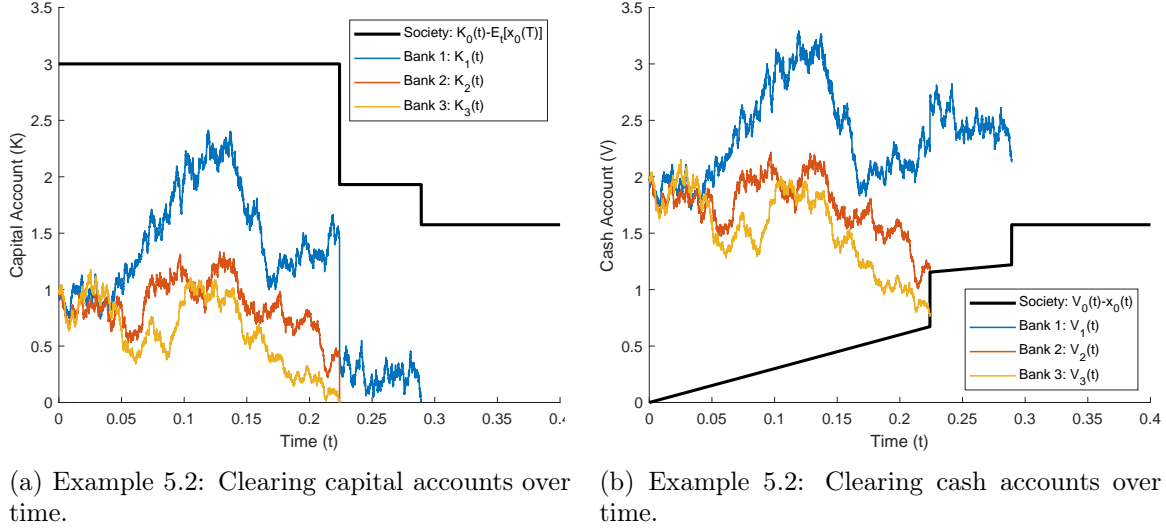 3.5
3
2.5
2
1.5
1
0.5
0
Capital Account (K)
0 0.05 0.1 0.15 0.2 0.25 0.3 0.35 0.4
Time (t)
Society: K_0(t)-E_t[x_0(T)]
Bank 1: K_1(t)
Bank 2: K_2(t)
Bank 3: K_3(t)
(a) Example 5.2: Clearing capital accounts over
time.
3.5
3
2.5
2
1.5
1
0.5
0
Cash Account (V)
0 0.05 0.1 0.15 0.2 0.25 0.3 0.35 0.4
Time (t)
Society: V_0(t)-x_0(t)
Bank 1: V_1(t)
Bank 2: V_2(t)
Bank 3: V_3(t)
(b) Example 5.2: Clearing cash accounts over
time.